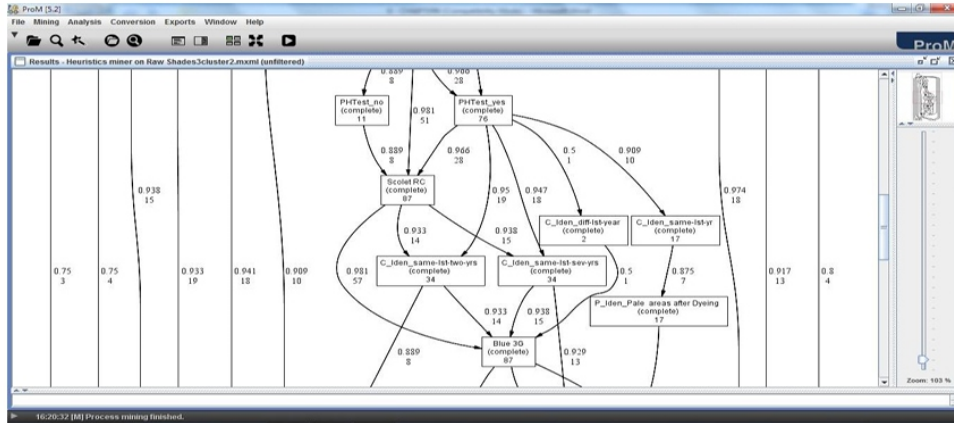 ProM [5.2]
File Mining Analysis Conversion Exports Window Help
ProM
Results - Heuristics miner on Raw Shades3cluster2.mxml (unfiltered)
0.889
8
0.966
28
PHTest_no
(complete)
11
0.981
51
PHTest_yes
(complete)
76
0.889
8
0.966
28
0.5
1
0.909
10
0.938
15
Scolet RC
(complete)
87
0.95
19
0.947
18
0.974
18
C_Iden_diff-lst-year
(complete)
2
C_Iden_same-lst-yr
(complete)
17
0.933
14
0.938
15
0.75
3
0.75
4
0.933
19
0.941
18
0.909
10
0.981
57
C_Iden_same-lst-two-yrs
(complete)
34
C_Iden_same-lst-sev-yrs
(complete)
34
0.5
1
0.875
7
0.917
13
0.8
4
P_Iden_Pale areas after Dyeing
(complete)
17
0.933
14
0.938
15
Blue 3G
(complete)
87
0.889
8
0.929
13
Zoom: 103 %
16:20:32 [M] Process mining finished.